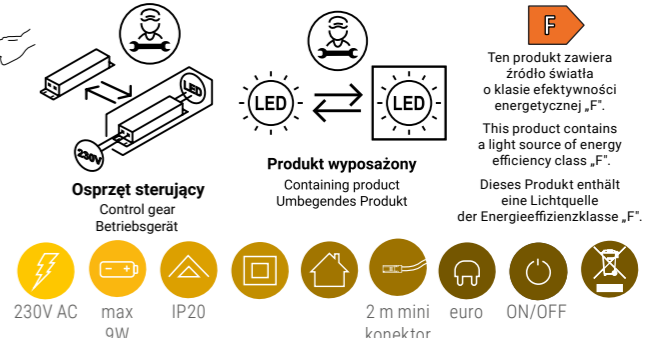 F
LED
230V
LED
LED
Osprzęt sterujący
Control gear
Betriebsgerät
Produkt wyposażony
Containing product
Umbegendes Produkt
Ten produkt zawiera
źródło światła
o klasie efektywności
energetycznej „F".
This product contains
a light source of energy
efficiency class „F".
Dieses Produkt enthält
eine Lichtquelle
der Energieeffizienzklasse „F".
230V AC
max
9W
IP20
2 m mini
konektor
euro
ON/OFF